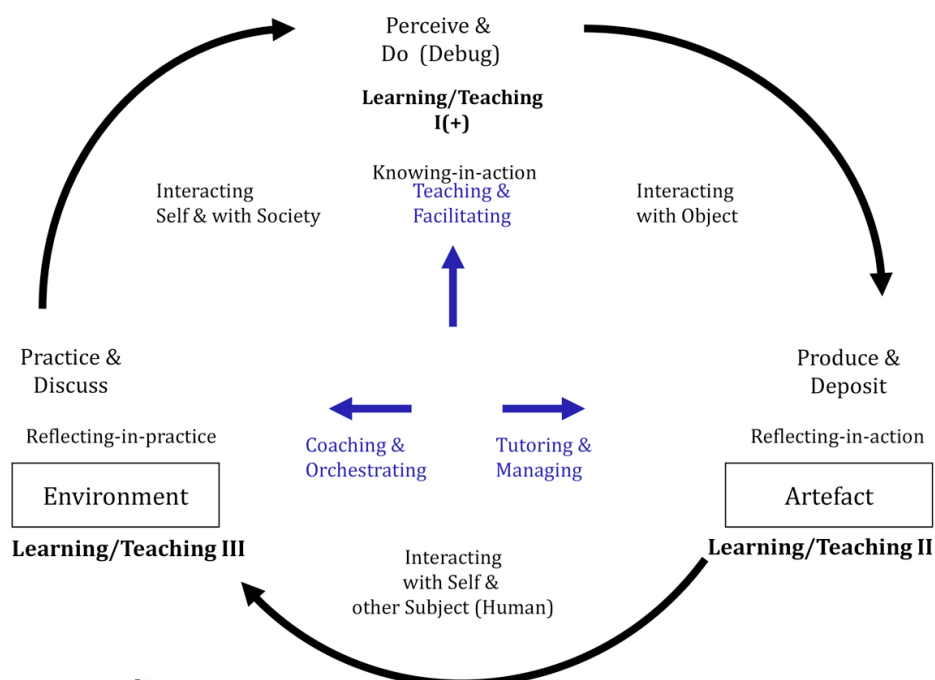 Perceive &
Do (Debug)
Learning/Teaching
I(+)
Knowing-in-action
Teaching &
Facilitating
Interacting
Self & with Society
Interacting
with Object
Practice &
Discuss
Reflecting-in-practice
Environment
Learning/Teaching III
Coaching &
Orchestrating
Tutoring &
Managing
Produce &
Deposit
Reflecting-in-action
Artefact
Learning/Teaching II
Interacting
with Self &
other Subject (Human)